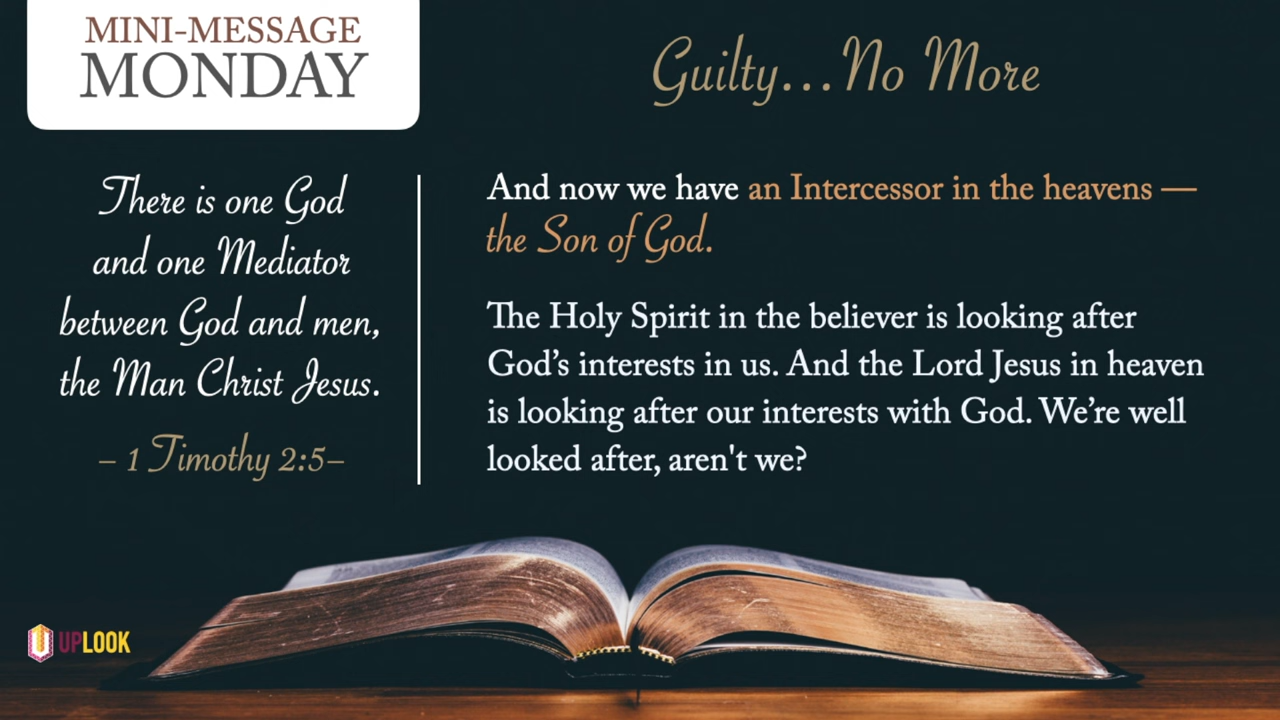 MINI-MESSAGE
MONDAY
Guilty...No More
There is one God
and one Mediator
between God and men,
the Man Christ Jesus.
– 1 Timothy 2:5–
And now we have an Intercessor in the heavens —
the Son of God.
The Holy Spirit in the believer is looking after
God’s interests in us. And the Lord Jesus in heaven
is looking after our interests with God. We’re well
looked after, aren't we?
UPLOOK